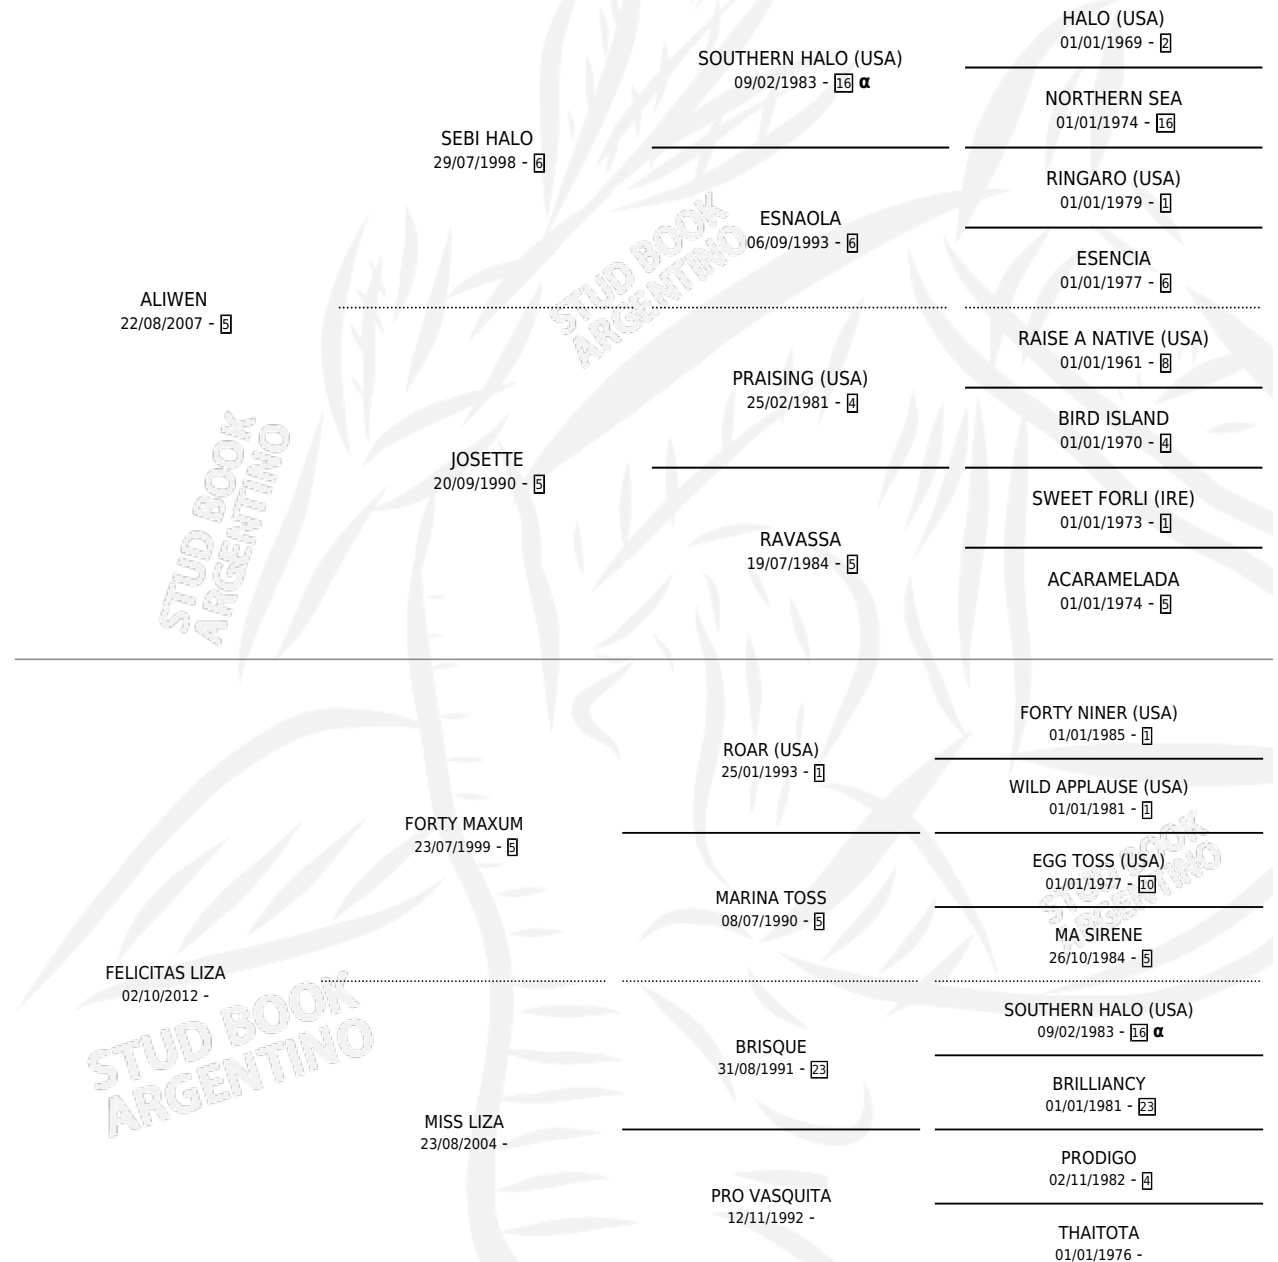 HALO (USA)
01/01/1969 - 2
SOUTHERN HALO (USA)
09/02/1983 - 16 α
NORTHERN SEA
01/01/1974 - 16
SEBI HALO
29/07/1998 - 6
RINGARO (USA)
01/01/1979 - 1
ESNAOLA
06/09/1993 - 6
ESENCIA
01/01/1977 - 6
ALIWEN
22/08/2007 - 5
RAISE A NATIVE (USA)
01/01/1961 - 8
PRAISING (USA)
25/02/1981 - 4
BIRD ISLAND
01/01/1970 - 4
JOSETTE
20/09/1990 - 5
SWEET FORLI (IRE)
01/01/1973 - 1
RAVASSA
19/07/1984 - 5
ACARAMELADA
01/01/1974 - 5
FORTY NINER (USA)
01/01/1985 - 1
ROAR (USA)
25/01/1993 - 1
WILD APPLAUSE (USA)
01/01/1981 - 1
FORTY MAXUM
23/07/1999 - 5
EGG TOSS (USA)
01/01/1977 - 10
MARINA TOSS
08/07/1990 - 5
MA SIRENE
26/10/1984 - 5
FELICITAS LIZA
02/10/2012 -
SOUTHERN HALO (USA)
09/02/1983 - 16 α
BRISQUE
31/08/1991 - 23
BRILLIANCY
01/01/1981 - 23
MISS LIZA
23/08/2004 -
PRODIGO
02/11/1982 - 4
PRO VASQUITA
12/11/1992 -
THAITOTA
01/01/1976 -
STUD BOOK
ARGENTINO
STUD BOOK
ARGENTINO
STUD BOOK
ARGENTINO
STUD BOOK
ARGENTINO